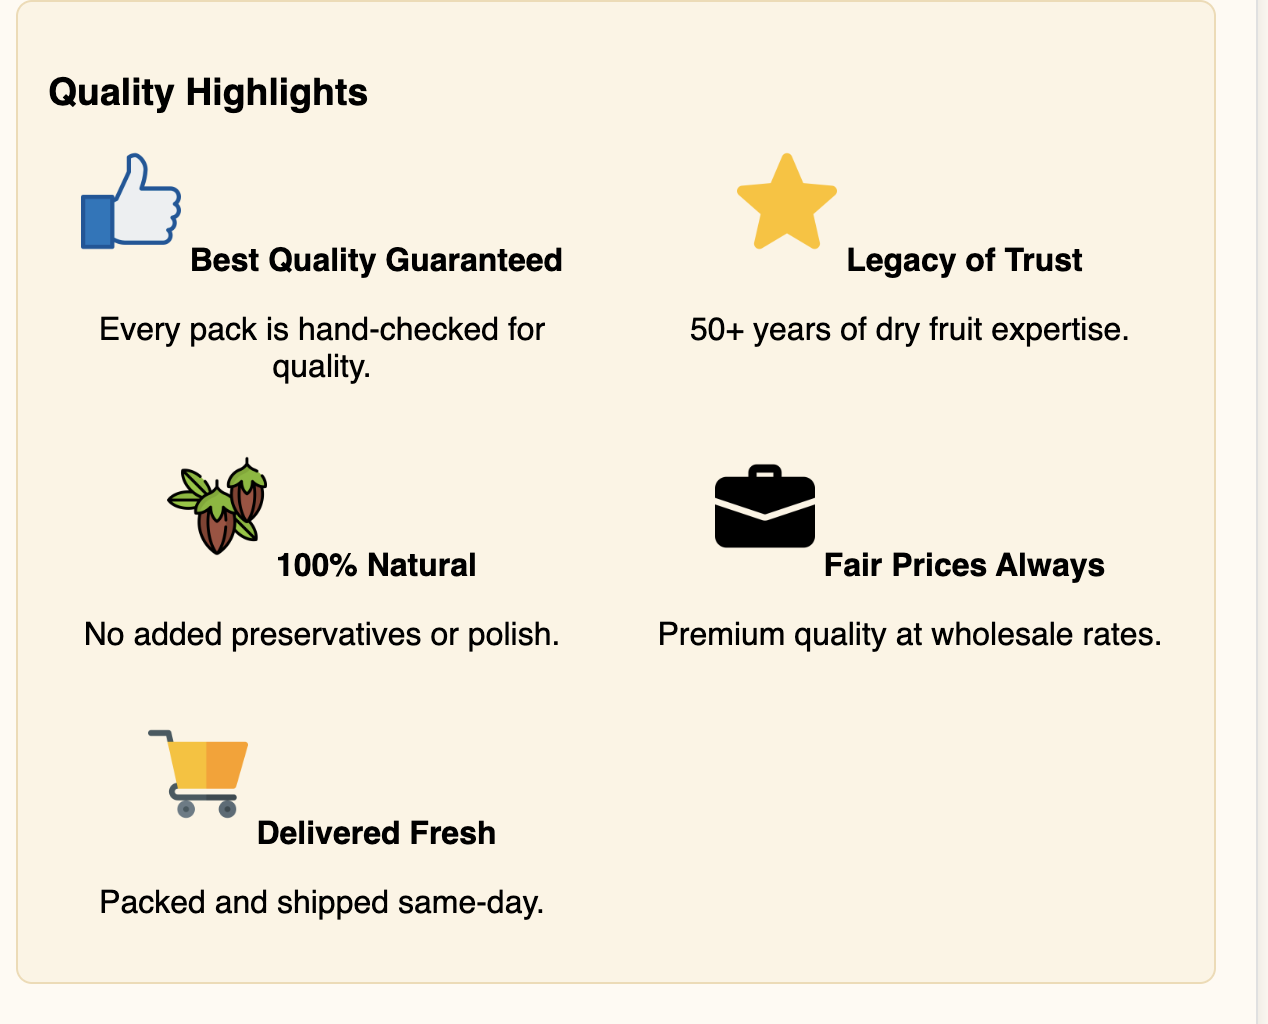 Quality Highlights
Best Quality Guaranteed
Every pack is hand-checked for
quality.
Legacy of Trust
50+ years of dry fruit expertise.
100% Natural
No added preservatives or polish.
Fair Prices Always
Premium quality at wholesale rates.
Delivered Fresh
Packed and shipped same-day.